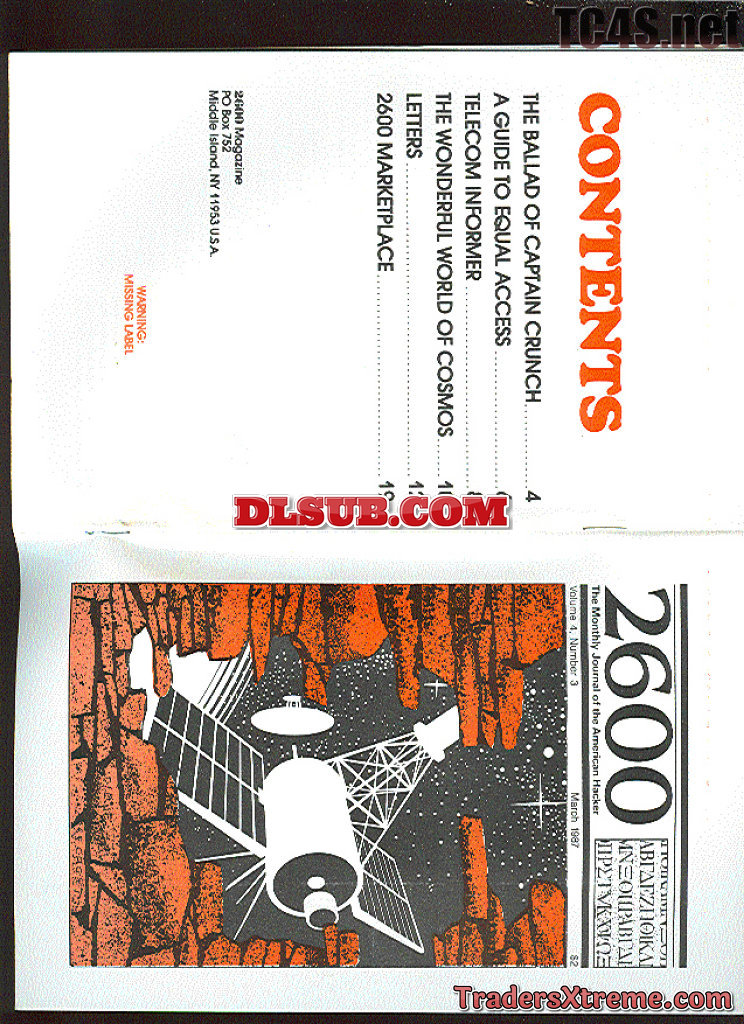 TC4S.net
CONTENTS
THE BALLAD OF CAPTAIN CRUNCH 4
A GUIDE TO EQUAL ACCESS
TELECOM INFORMER
THE WONDERFUL WORLD OF COSMOS
LETTERS
2600 MARKETPLACE
2600 Magazine
PO Box 752
Middle Island, NY 11953 U.S.A.
WARNING:
MISSING LABEL
DLSUB.COM
2600
The Monthly Journal of the American Hacker
Volume 4, Number 3 March 1987 $2
TradersXtreme.com